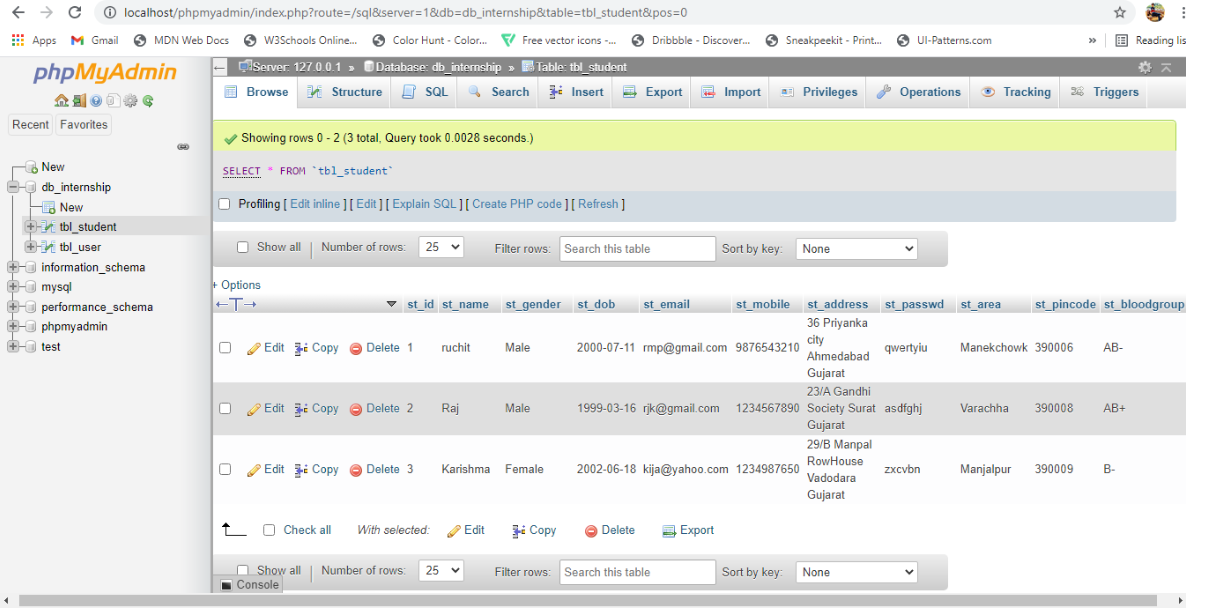 localhost/phpmyadmin/index.php?route=/sql&server=1&db=db_internship&table=tbl_student&pos=0
Apps Gmail MDN Web Docs W3Schools Online... Color Hunt - Color... Free vector icons -... Dribbble - Discover... Sneakpeekit - Print... UI-Patterns.com » Reading lis
phpMyAdmin
Recent Favorites
New
db_internship
New
tbl_student
tbl_user
information_schema
mysql
performance_schema
phpmyadmin
test
Server: 127.0.0.1 » Database: db_internship » Table: tbl_student
Browse Structure SQL Search Insert Export Import Privileges Operations Tracking Triggers
Showing rows 0 - 2 (3 total, Query took 0.0028 seconds.)
SELECT * FROM `tbl_student`
Profiling [ Edit inline ] [ Edit ] [ Explain SQL ] [ Create PHP code ] [ Refresh ]
Show all | Number of rows: 25 Filter rows: Search this table Sort by key: None
+ Options
←T→ st_id st_name st_gender st_dob st_email st_mobile st_address st_passwd st_area st_pincode st_bloodgroup
Edit Copy Delete 1 ruchit Male 2000-07-11 rmp@gmail.com 9876543210 36 Priyanka city Ahmedabad Gujarat qwertyiu Manekchowk 390006 AB-
Edit Copy Delete 2 Raj Male 1999-03-16 rjk@gmail.com 1234567890 23/A Gandhi Society Surat Gujarat asdfghj Varachha 390008 AB+
Edit Copy Delete 3 Karishma Female 2002-06-18 kija@yahoo.com 1234987650 29/B Manpal RowHouse Vadodara Gujarat zxcvbn Manjalpur 390009 B-
Check all With selected: Edit Copy Delete Export
Show all | Number of rows: 25 Filter rows: Search this table Sort by key: None
Console